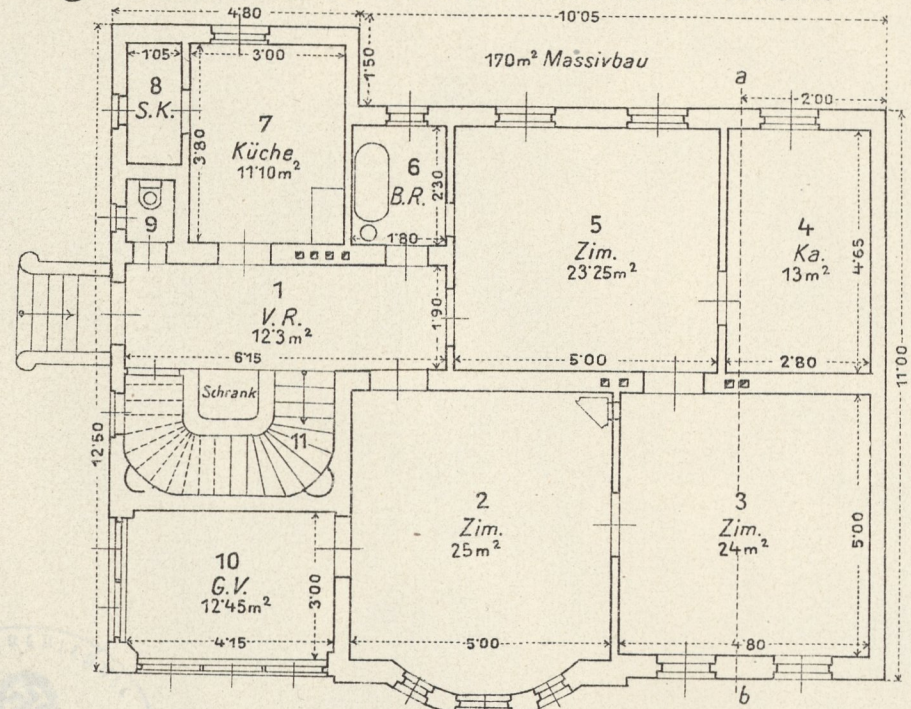 4.80
10.05
1.50
170m² Massivbau
a
2.00
1.05
3.00
8
S.K.
7
Küche
11.10m²
3.80
6
B.R.
2.30
1.80
9
5
Zim.
23.25m²
5.00
4
Ka.
13m²
4.65
2.80
1
V.R.
12.3m²
1.90
6.15
11.00
12.50
Schrank
11
2
Zim.
25m²
5.00
3
Zim.
24m²
5.00
4.80
10
G.V.
12.45m²
3.00
4.15
b